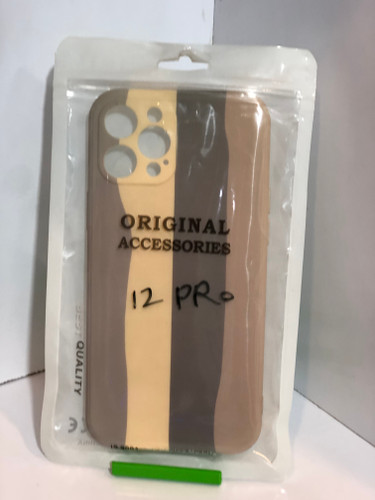 ORIGINAL
ACCESSORIES
12 PRO
QUALITY